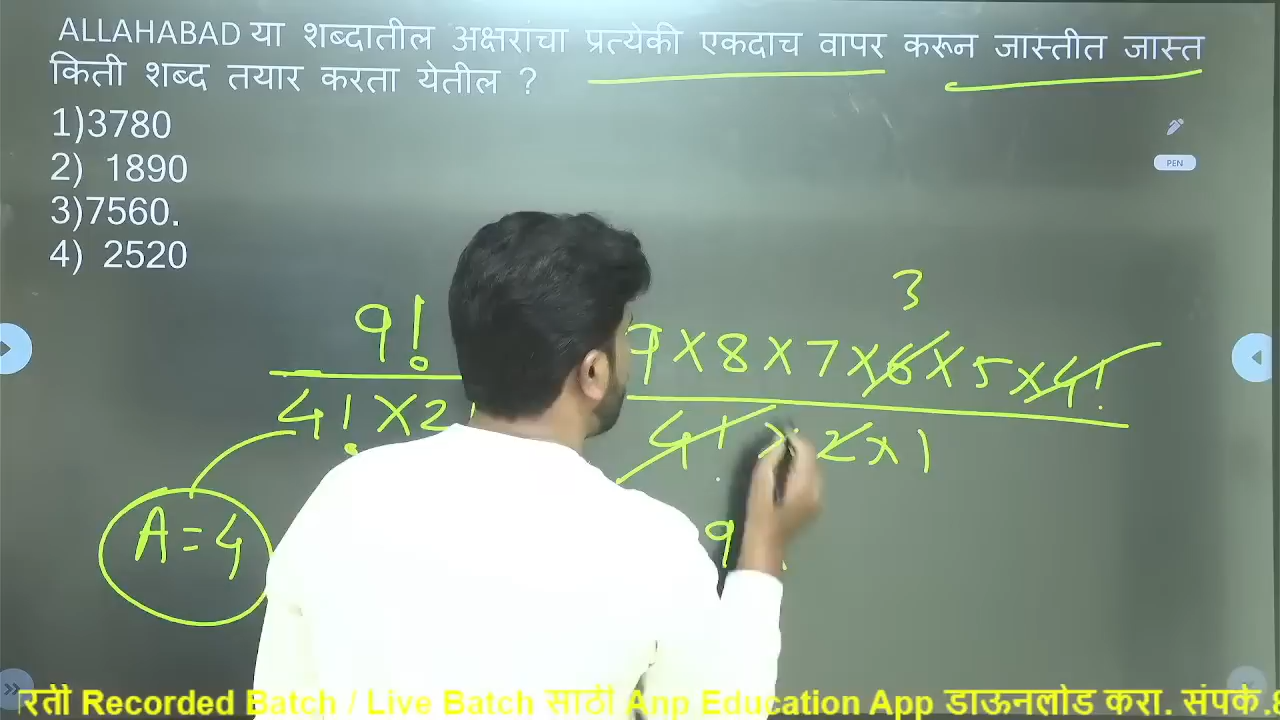 ALLAHABAD या शब्दातील अक्षरांचा प्रत्येकी एकदाच वापर करून जास्तीत जास्त
किती शब्द तयार करता येतील ?
1)3780
2) 1890
3)7560.
4) 2520
PEN
3
9!
9×8×7×6×5×4!
4!×2
4!×2×1
A=4
9
रती Recorded Batch / Live Batch साठी Anp Education App डाऊनलोड करा. संपर्क.8